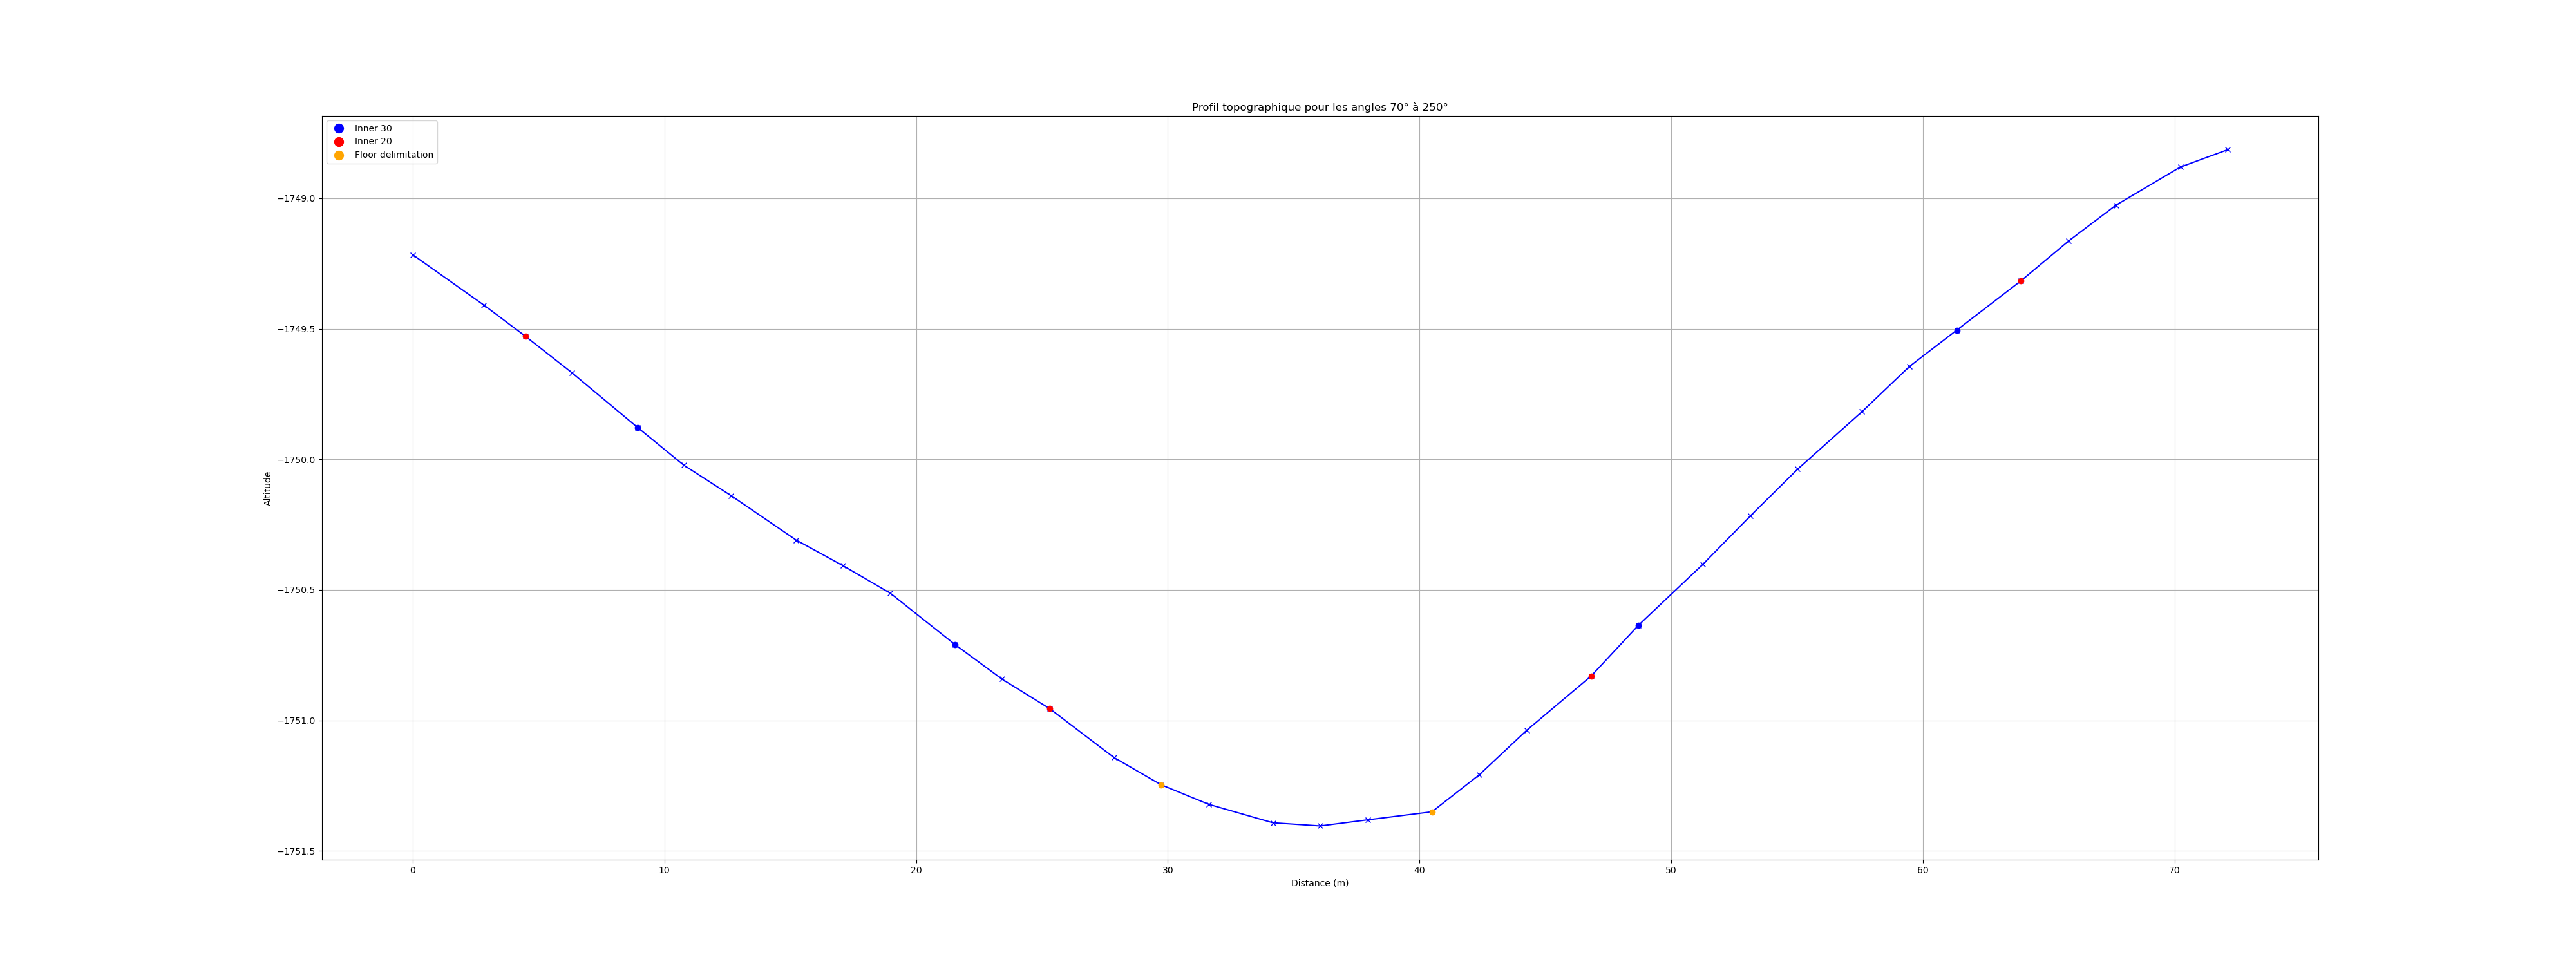 Profil topographique pour les angles 70° à 250°
Inner 30
Inner 20
Floor delimitation
−1749.0
−1749.5
−1750.0
−1750.5
−1751.0
−1751.5
Altitude
0 10 20 30 40 50 60 70
Distance (m)